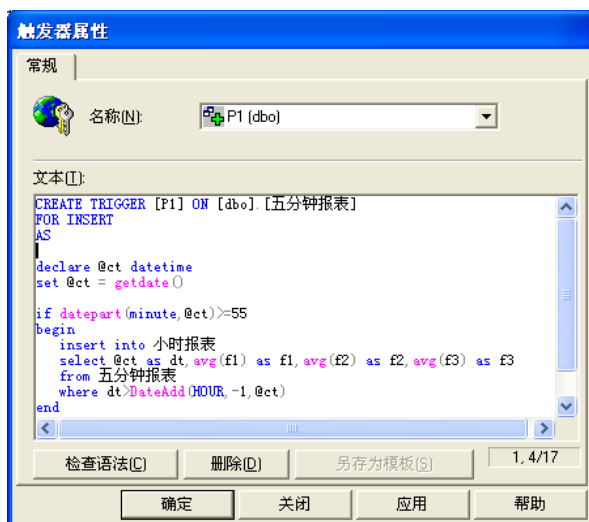 触发器属性
常规
名称(N):
P1 (dbo)
文本(T):
CREATE TRIGGER [P1] ON [dbo].[五分钟报表]
FOR INSERT
AS
declare @ct datetime
set @ct = getdate()
if datepart(minute,@ct)>=55
begin
insert into 小时报表
select @ct as dt,avg(f1) as f1,avg(f2) as f2,avg(f3) as f3
from 五分钟报表
where dt>DateAdd(HOUR,-1,@ct)
end
检查语法(C)
删除(D)
另存为模板(S)
1, 4/17
确定
关闭
应用
帮助